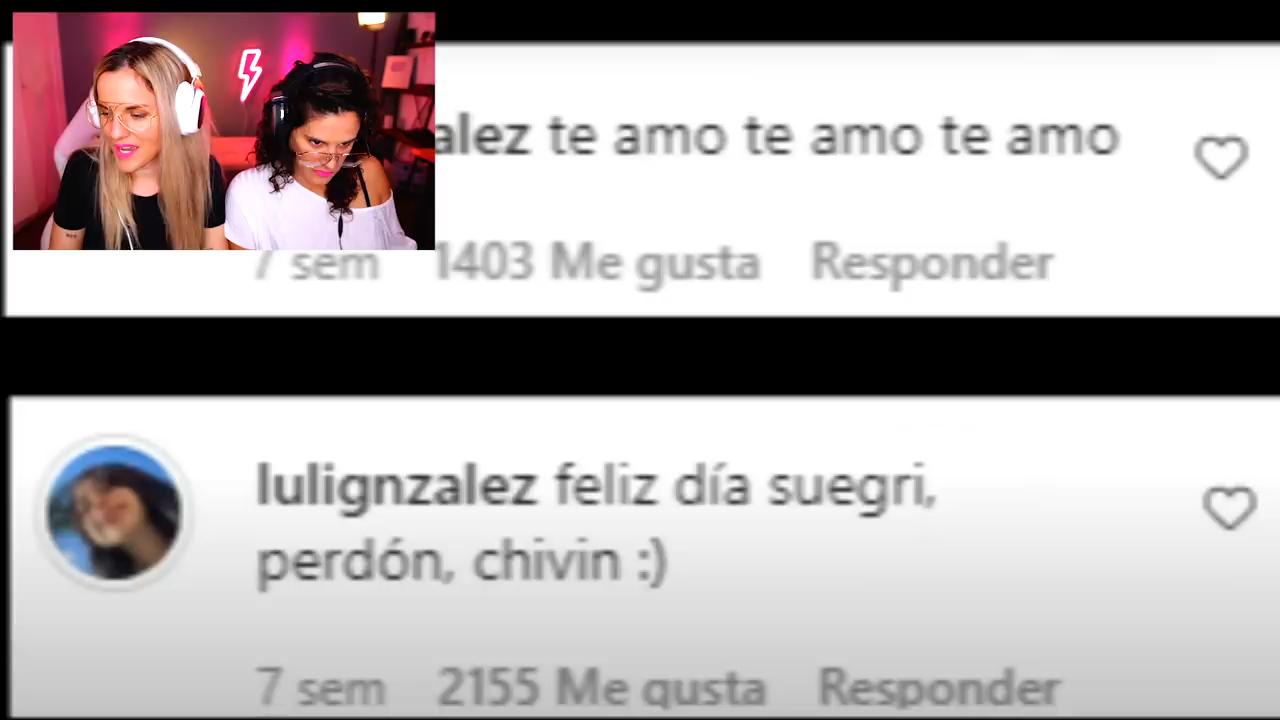 alez te amo te amo te amo
7 sem 1403 Me gusta Responder
lulignzalez feliz día suegri,
perdón, chivin :)
7 sem 2155 Me gusta Responder